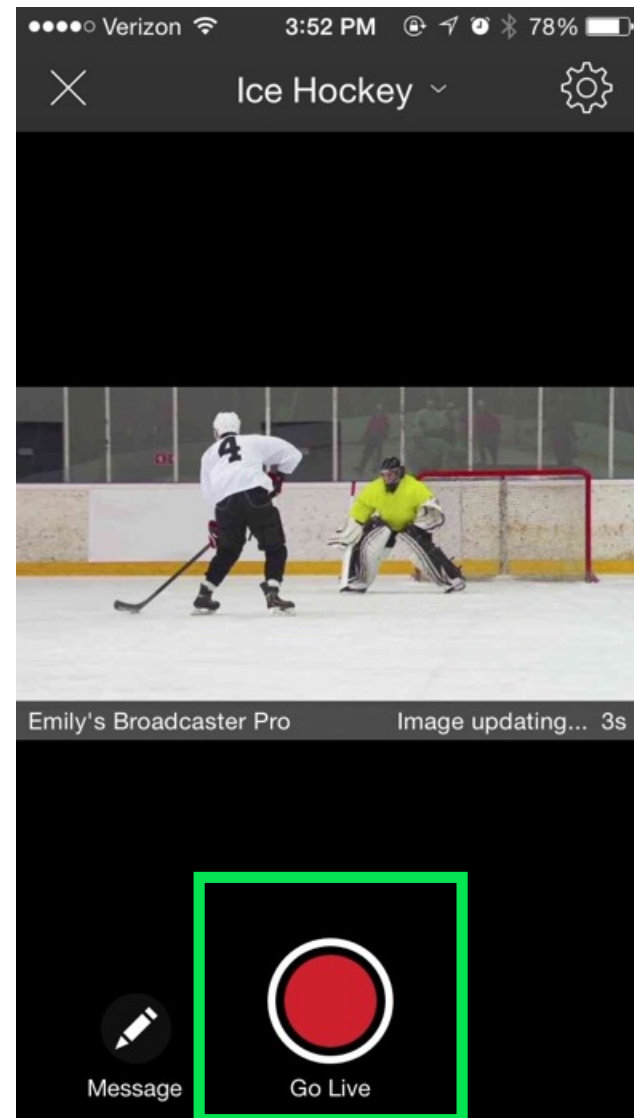 Verizon 3:52 PM 78%
Ice Hockey
4
Emily's Broadcaster Pro Image updating... 3s
Message Go Live